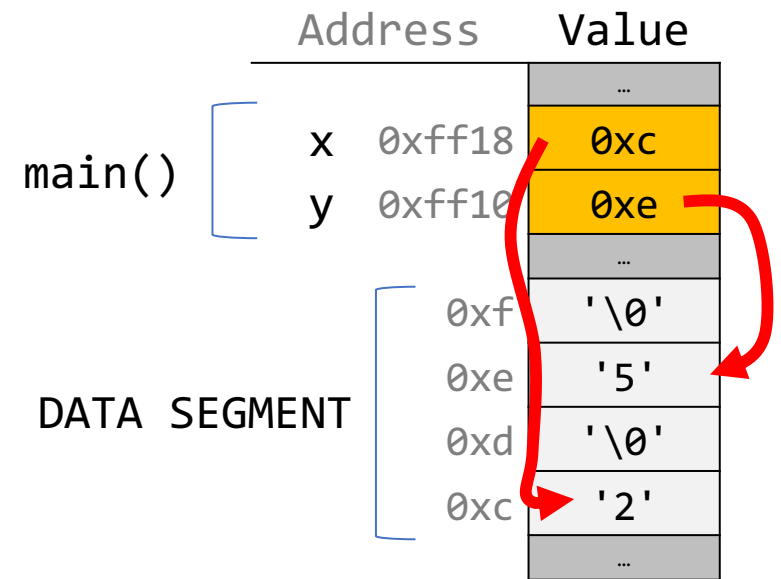 Address Value
…
x 0xff18 0xc
main()
y 0xff10 0xe
…
0xf '\0'
0xe '5'
DATA SEGMENT
0xd '\0'
0xc '2'
…